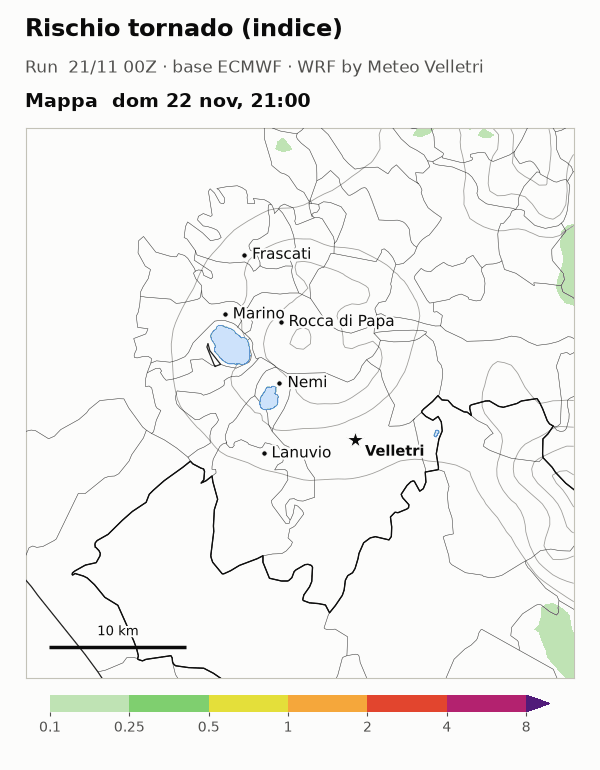 Rischio tornado (indice)
Run  21/11 00Z · base ECMWF · WRF by Meteo Velletri
Mappa  dom 22 nov, 21:00
Frascati
Marino
Rocca di Papa
Nemi
Velletri
Lanuvio
10 km
0.1 0.25 0.5 1 2 4 8